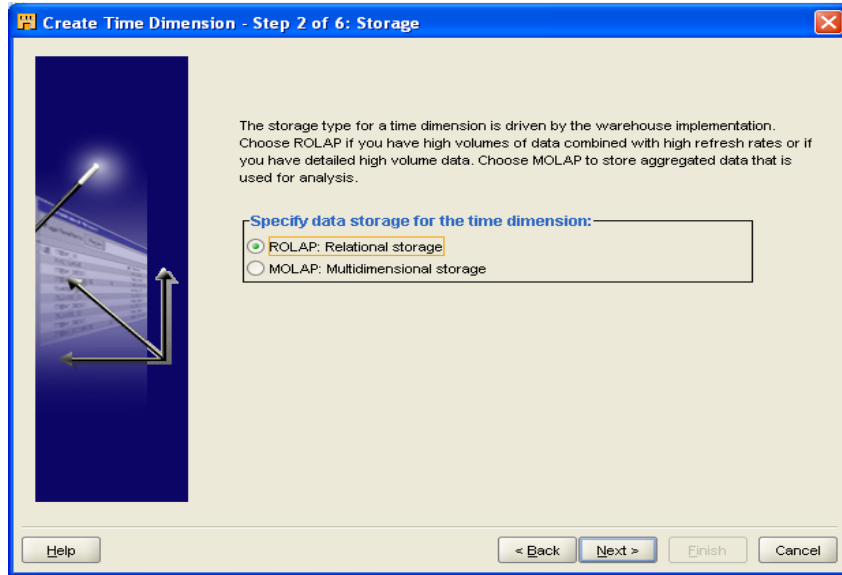 Create Time Dimension - Step 2 of 6: Storage
The storage type for a time dimension is driven by the warehouse implementation.
Choose ROLAP if you have high volumes of data combined with high refresh rates or if
you have detailed high volume data. Choose MOLAP to store aggregated data that is
used for analysis.
Specify data storage for the time dimension:
ROLAP: Relational storage
MOLAP: Multidimensional storage
Help
< Back
Next >
Finish
Cancel